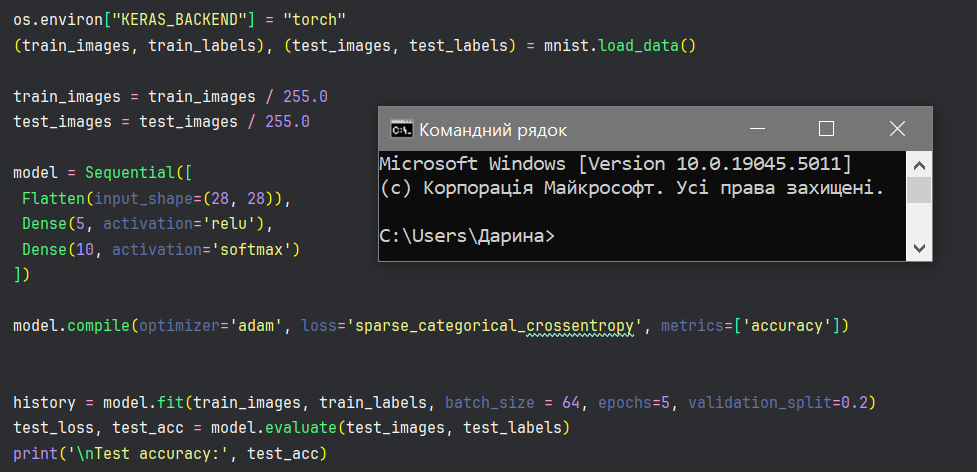 os.environ["KERAS_BACKEND"] = "torch"
(train_images, train_labels), (test_images, test_labels) = mnist.load_data()
train_images = train_images / 255.0
test_images = test_images / 255.0
model = Sequential([
Flatten(input_shape=(28, 28)),
Dense(5, activation='relu'),
Dense(10, activation='softmax')
])
Командний рядок
Microsoft Windows [Version 10.0.19045.5011]
(c) Корпорація Майкрософт. Усі права захищені.
C:\Users\Дарина>
model.compile(optimizer='adam', loss='sparse_categorical_crossentropy', metrics=['accuracy'])
history = model.fit(train_images, train_labels, batch_size = 64, epochs=5, validation_split=0.2)
test_loss, test_acc = model.evaluate(test_images, test_labels)
print('\nTest accuracy:', test_acc)